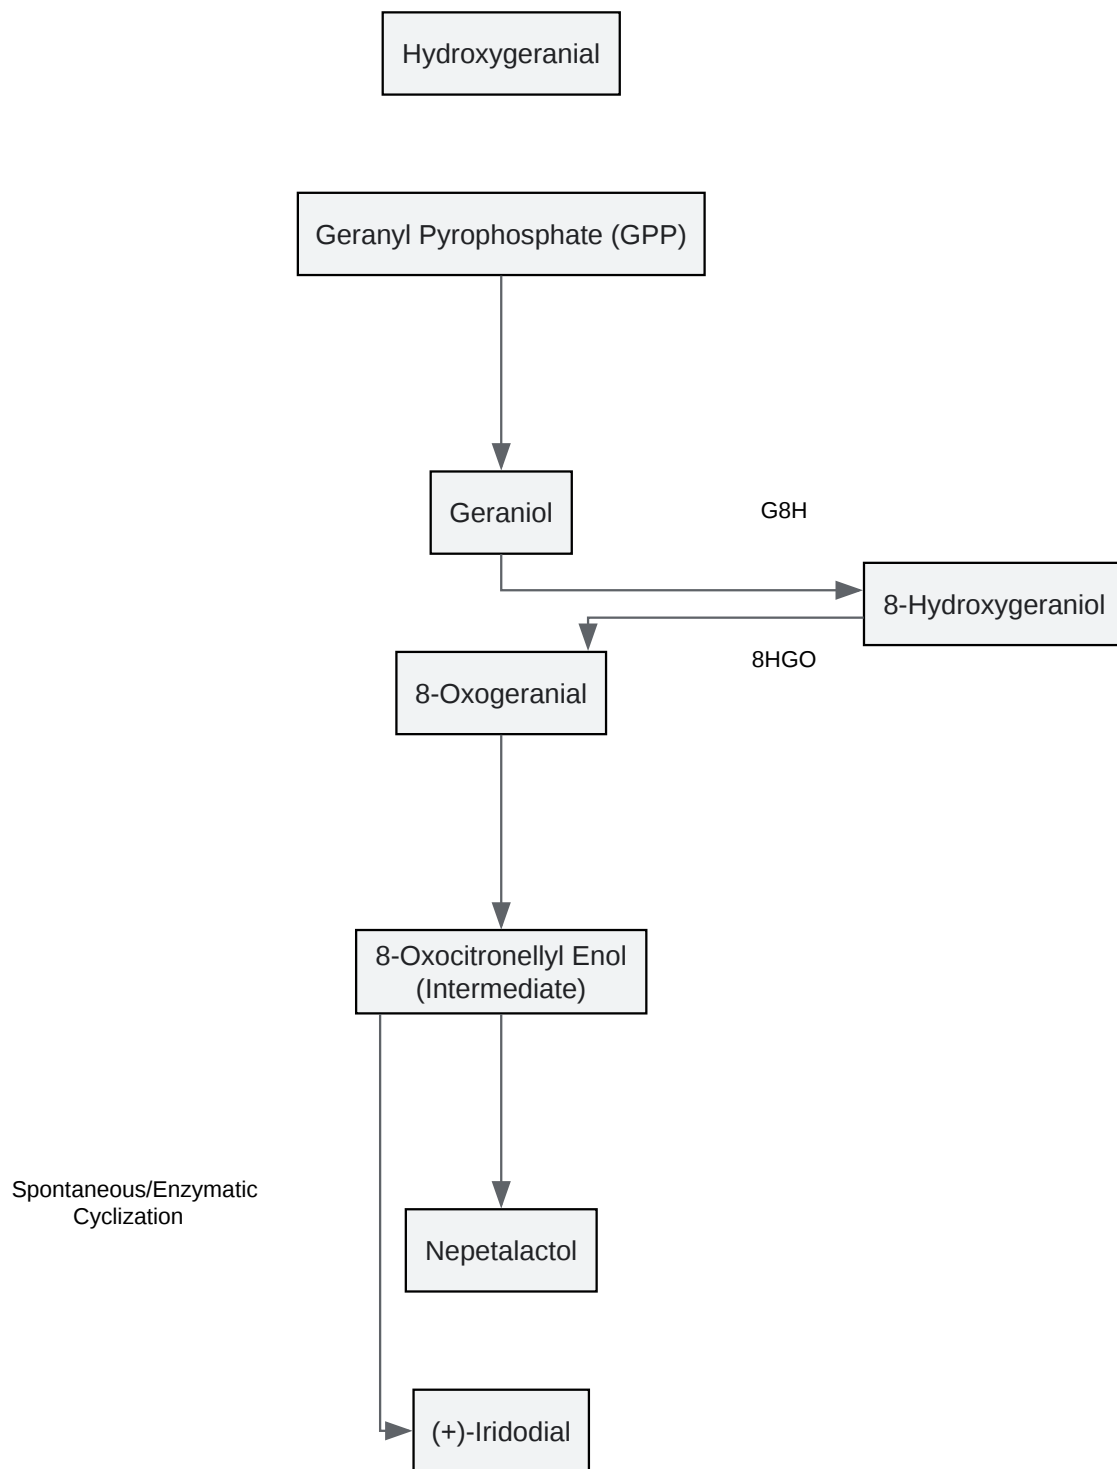 Hydroxygeranial
Geranyl Pyrophosphate (GPP)
Geraniol
G8H
8-Hydroxygeraniol
8HGO
8-Oxogeranial
8-Oxocitronellyl Enol
(Intermediate)
Spontaneous/Enzymatic
Cyclization
Nepetalactol
(+)-Iridodial